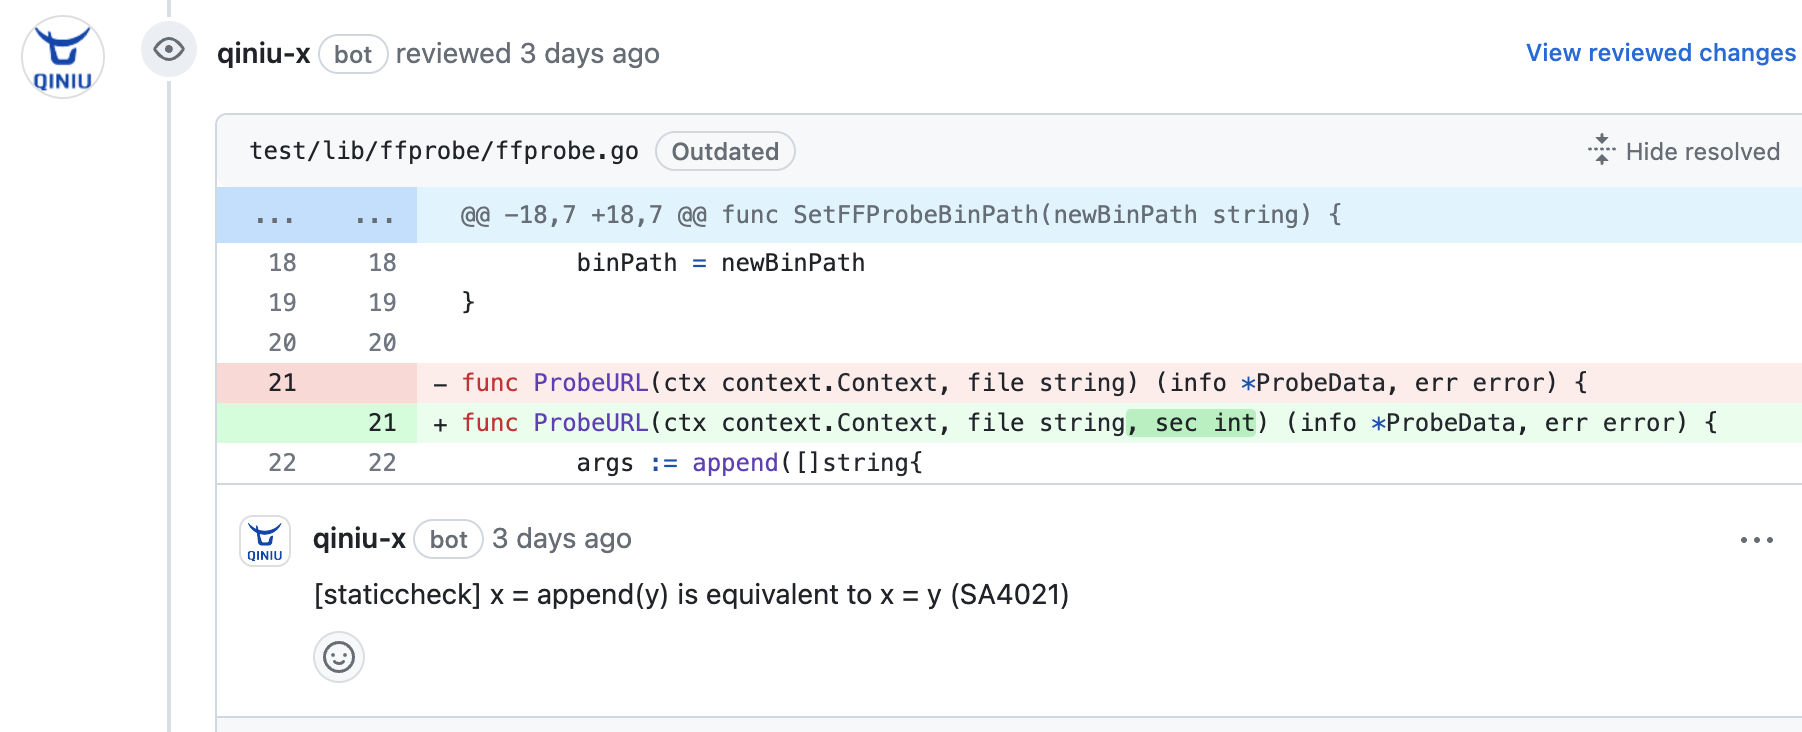 QINIU
qiniu-x bot reviewed 3 days ago
View reviewed changes
test/lib/ffprobe/ffprobe.go Outdated
Hide resolved
... ... @@ -18,7 +18,7 @@ func SetFFProbeBinPath(newBinPath string) {
18 18 binPath = newBinPath
19 19 }
20 20
21 - func ProbeURL(ctx context.Context, file string) (info *ProbeData, err error) {
21 + func ProbeURL(ctx context.Context, file string, sec int) (info *ProbeData, err error) {
22 22 args := append([]string{
QINIU
qiniu-x bot 3 days ago
...
[staticcheck] x = append(y) is equivalent to x = y (SA4021)